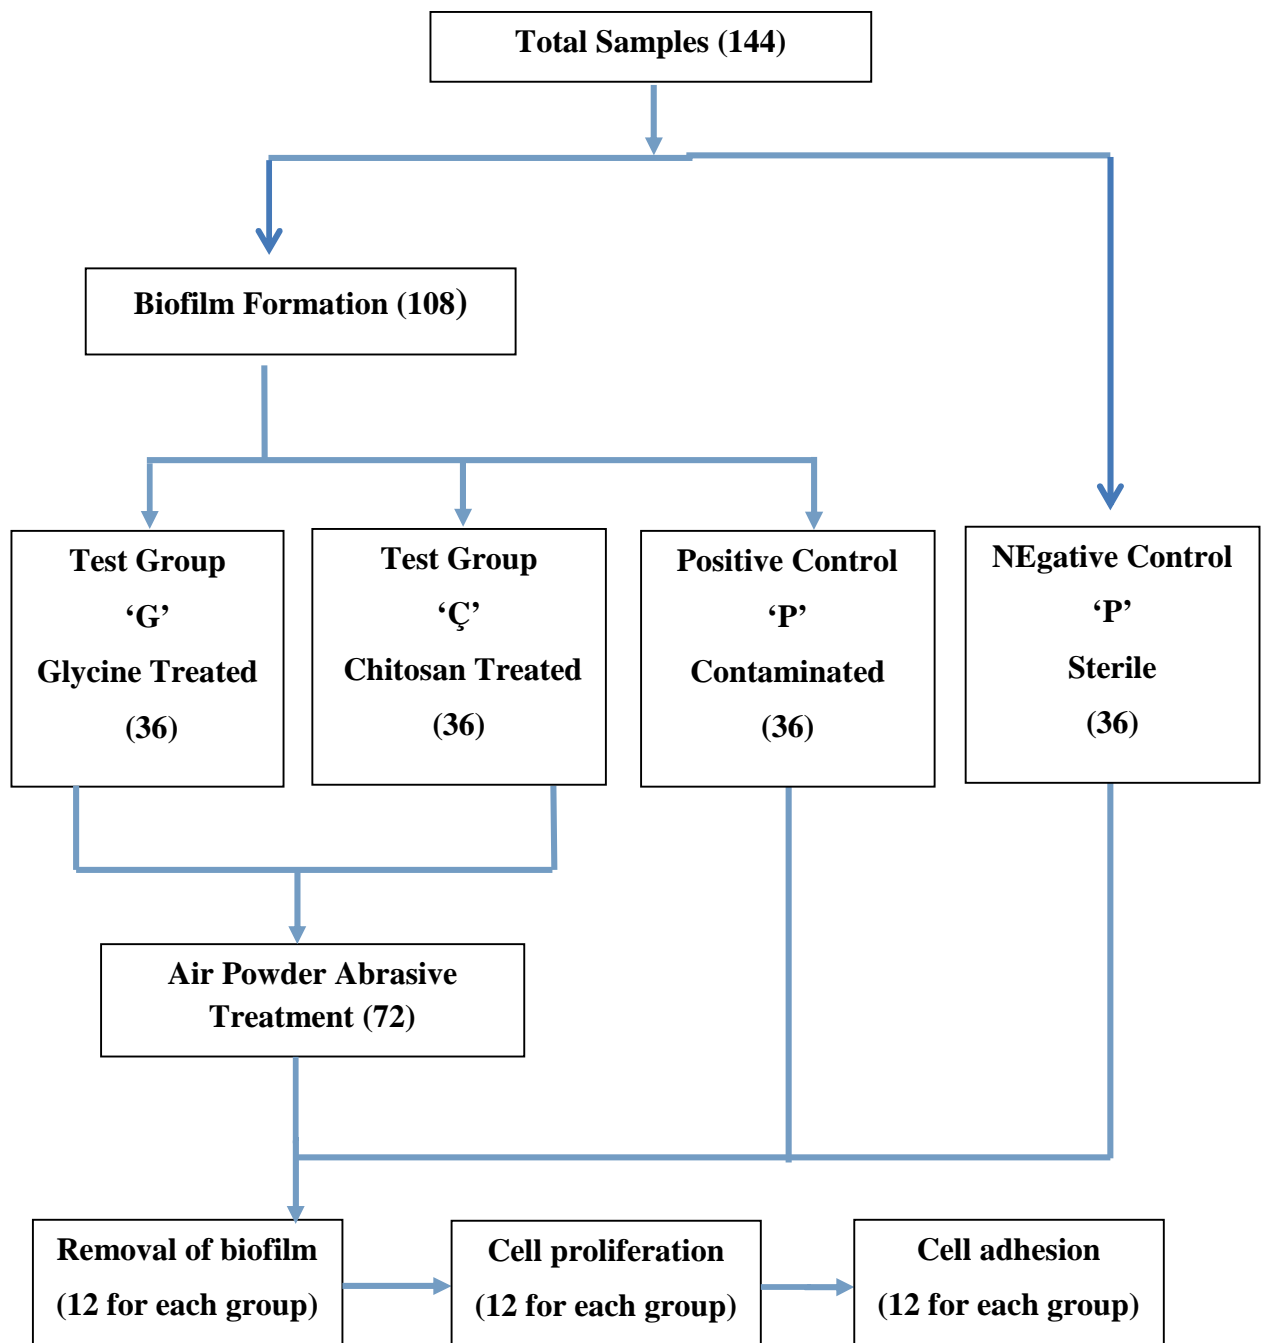 Total Samples (144)
Biofilm Formation (108)
Test Group
‘G’
Glycine Treated
(36)
Test Group
‘Ç’
Chitosan Treated
(36)
Positive Control
‘P’
Contaminated
(36)
NEgative Control
‘P’
Sterile
(36)
Air Powder Abrasive
Treatment (72)
Removal of biofilm
(12 for each group)
Cell proliferation
(12 for each group)
Cell adhesion
(12 for each group)